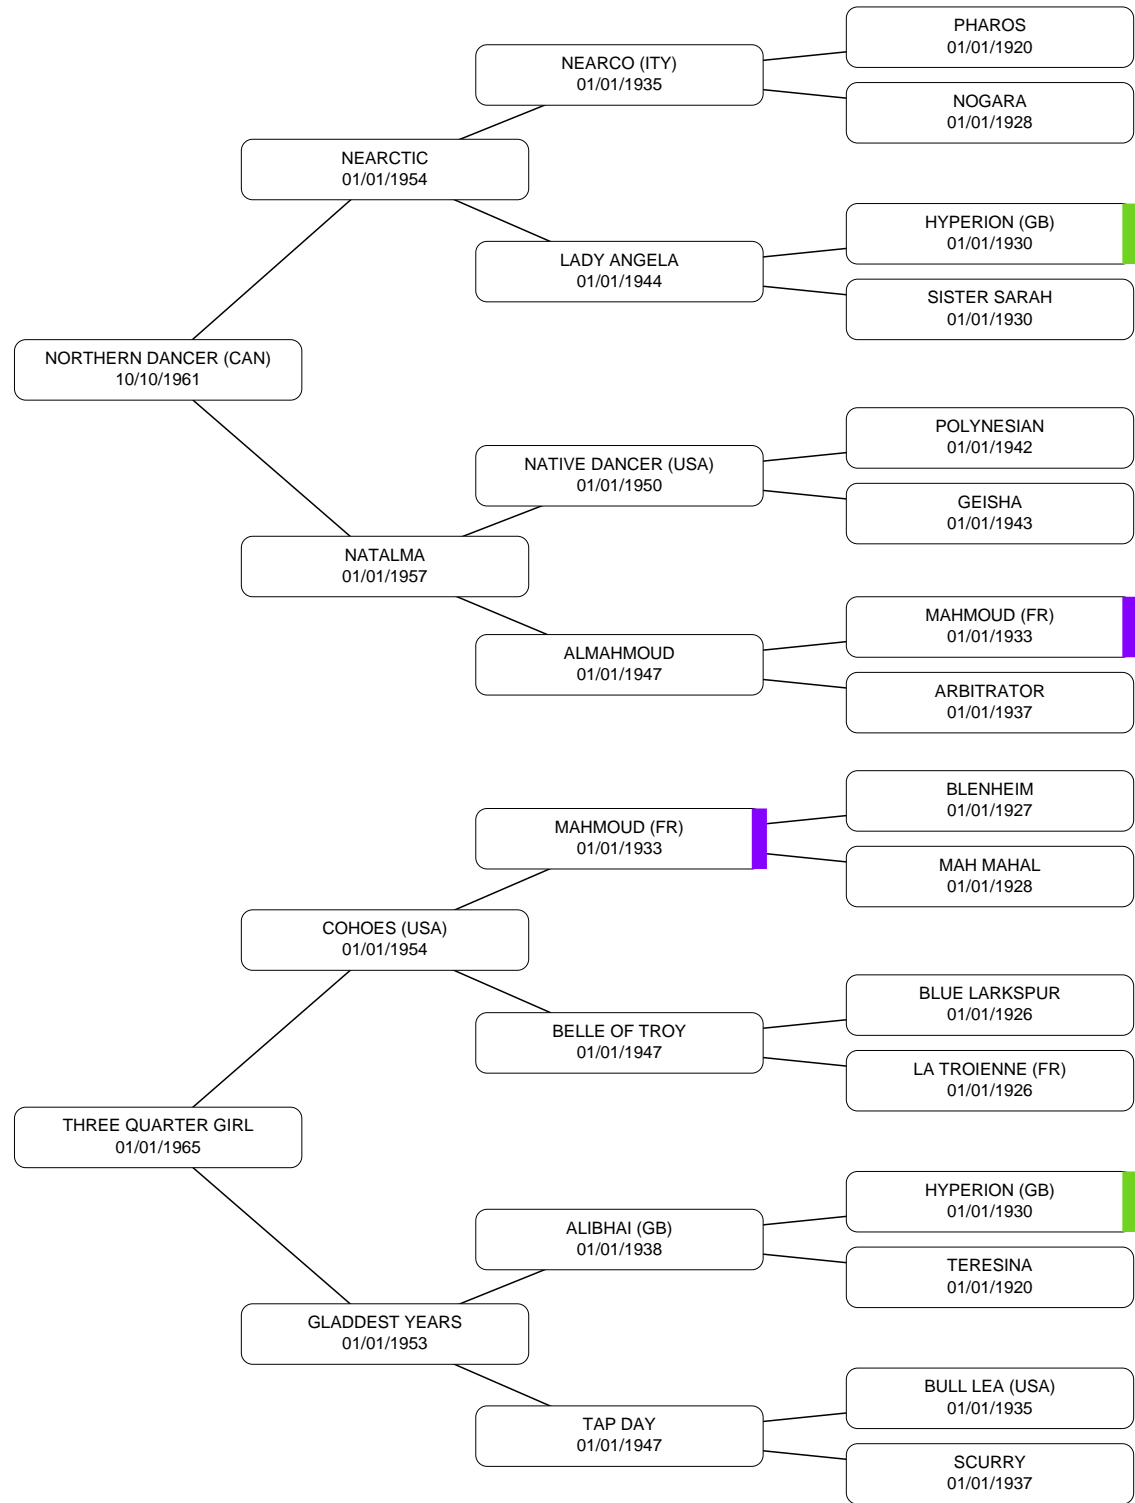 PHAROS
01/01/1920
NEARCO (ITY)
01/01/1935
NOGARA
01/01/1928
NEARCTIC
01/01/1954
HYPERION (GB)
01/01/1930
LADY ANGELA
01/01/1944
SISTER SARAH
01/01/1930
NORTHERN DANCER (CAN)
10/10/1961
POLYNESIAN
01/01/1942
NATIVE DANCER (USA)
01/01/1950
GEISHA
01/01/1943
NATALMA
01/01/1957
MAHMOUD (FR)
01/01/1933
ALMAHMOUD
01/01/1947
ARBITRATOR
01/01/1937
BLENHEIM
01/01/1927
MAHMOUD (FR)
01/01/1933
MAH MAHAL
01/01/1928
COHOES (USA)
01/01/1954
BLUE LARKSPUR
01/01/1926
BELLE OF TROY
01/01/1947
LA TROIENNE (FR)
01/01/1926
THREE QUARTER GIRL
01/01/1965
HYPERION (GB)
01/01/1930
ALIBHAI (GB)
01/01/1938
TERESINA
01/01/1920
GLADDEST YEARS
01/01/1953
BULL LEA (USA)
01/01/1935
TAP DAY
01/01/1947
SCURRY
01/01/1937